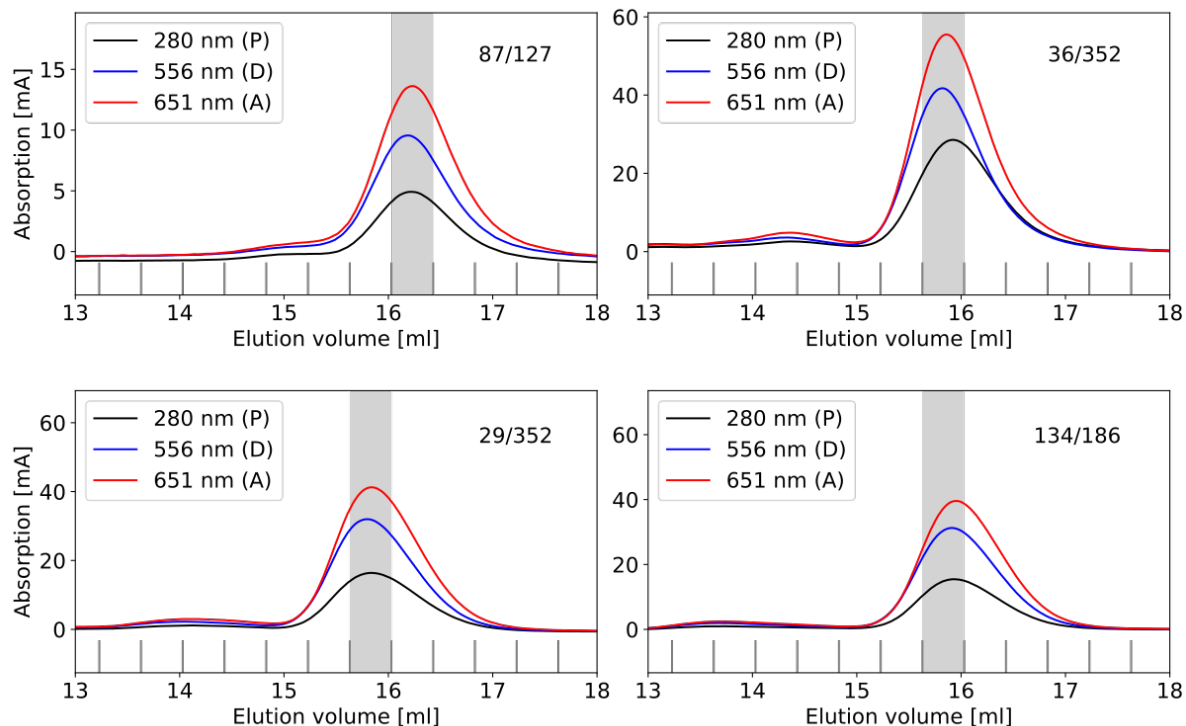 280 nm (P)
556 nm (D)
651 nm (A)
87/127
15
10
5
0
Absorption [mA]
13 14 15 16 17 18
Elution volume [ml]
280 nm (P)
556 nm (D)
651 nm (A)
36/352
60
40
20
0
13 14 15 16 17 18
Elution volume [ml]
280 nm (P)
556 nm (D)
651 nm (A)
29/352
60
40
20
0
Absorption [mA]
13 14 15 16 17 18
Elution volume [ml]
280 nm (P)
556 nm (D)
651 nm (A)
134/186
60
40
20
0
13 14 15 16 17 18
Elution volume [ml]